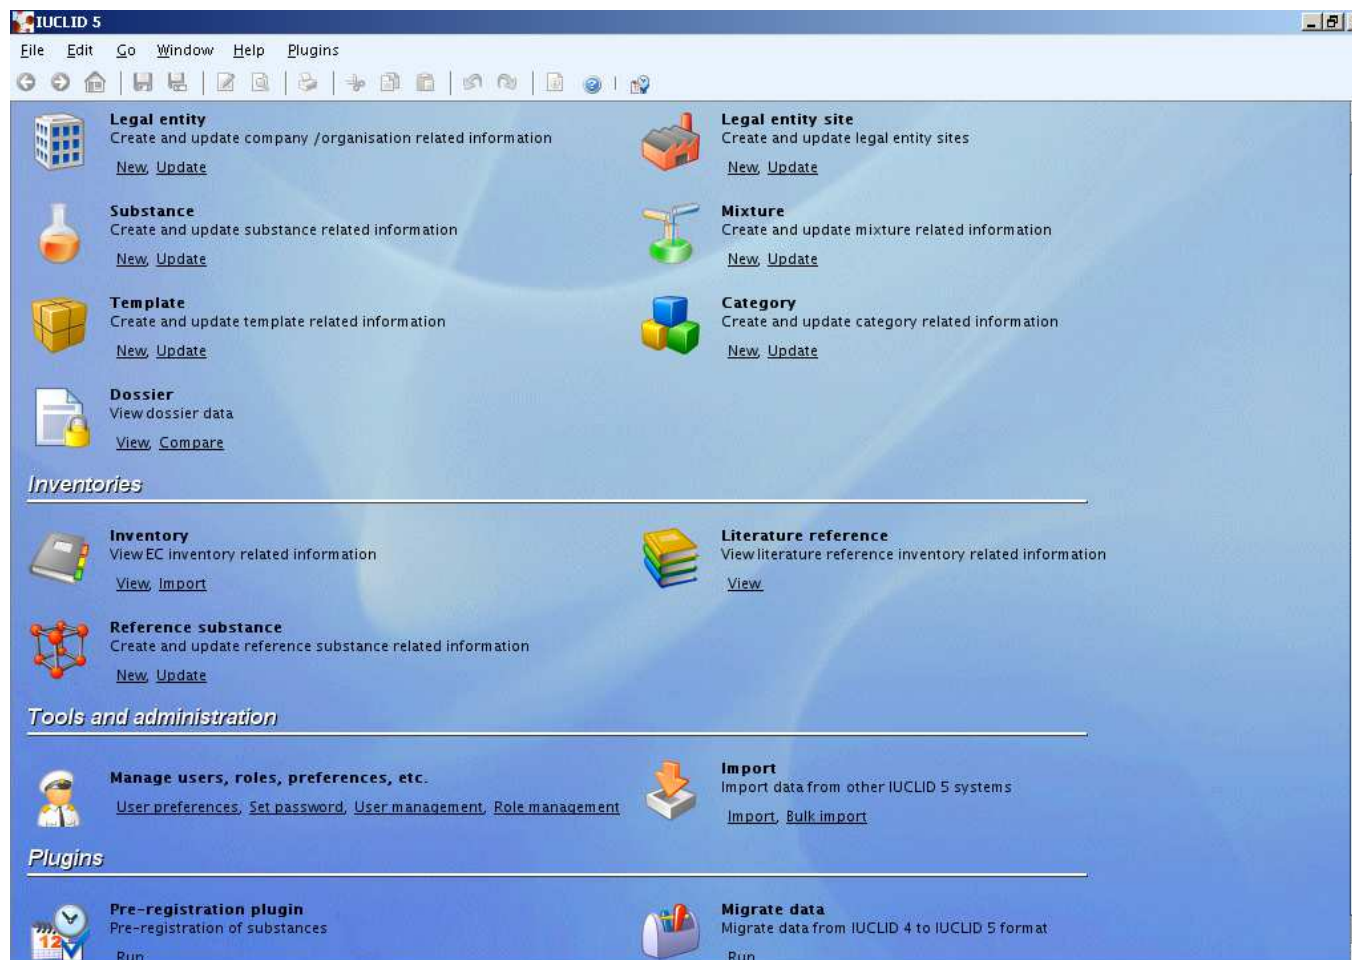 IUCLID 5
File Edit Go Window Help Plugins
Legal entity
Create and update company /organisation related information
New, Update
Legal entity site
Create and update legal entity sites
New, Update
Substance
Create and update substance related information
New, Update
Mixture
Create and update mixture related information
New, Update
Template
Create and update template related information
New, Update
Category
Create and update category related information
New, Update
Dossier
View dossier data
View, Compare
Inventories
Inventory
View EC inventory related information
View, Import
Literature reference
View literature reference inventory related information
View
Reference substance
Create and update reference substance related information
New, Update
Tools and administration
Manage users, roles, preferences, etc.
User preferences, Set password, User management, Role management
Import
Import data from other IUCLID 5 systems
Import, Bulk import
Plugins
12
Pre-registration plugin
Pre-registration of substances
Run
Migrate data
Migrate data from IUCLID 4 to IUCLID 5 format
Run